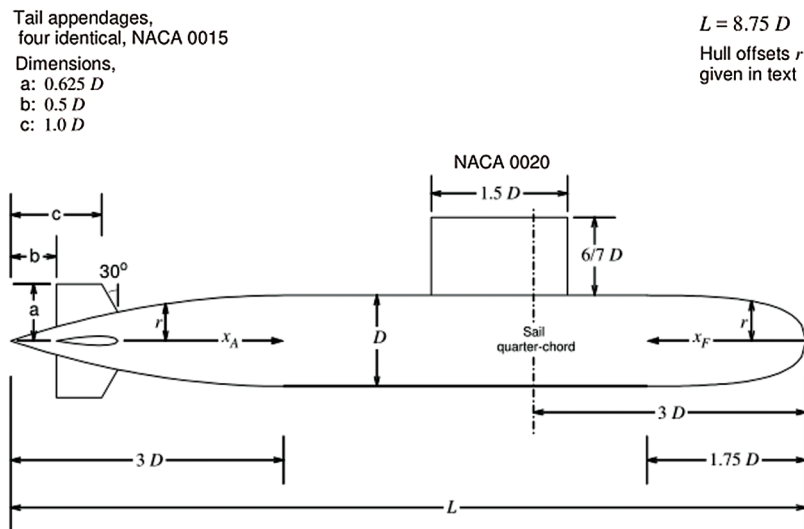 Tail appendages,
four identical, NACA 0015
Dimensions,
a: 0.625 D
b: 0.5 D
c: 1.0 D
L = 8.75 D
Hull offsets r
given in text
NACA 0020
1.5 D
c
6/7 D
b
30°
a
r
x_A
D
Sail
quarter-chord
x_F
r
3 D
3 D
1.75 D
L